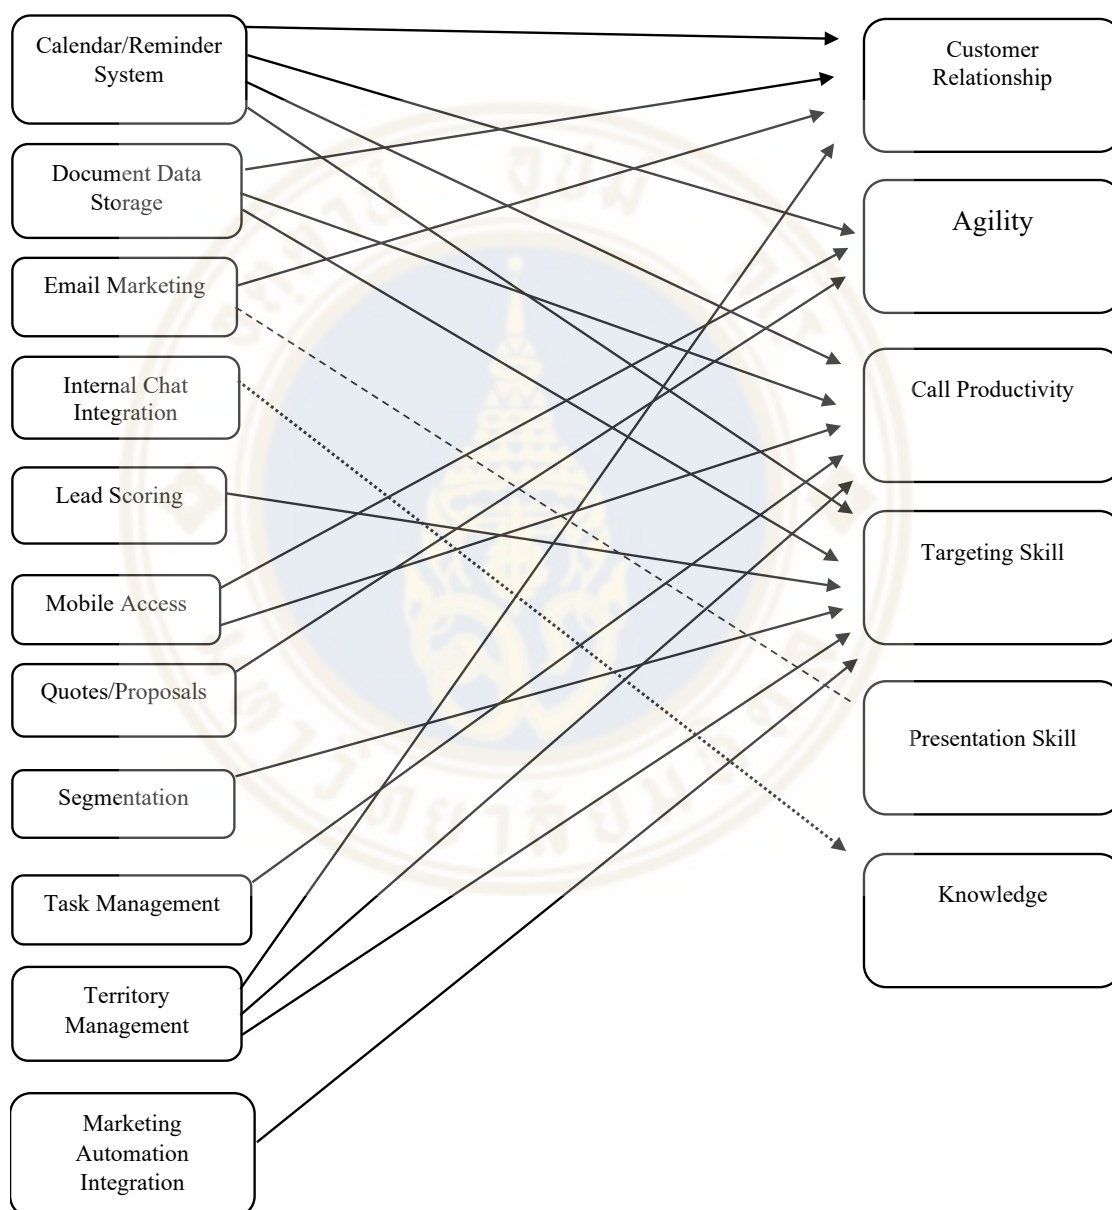 Calendar/Reminder
System
Document Data
Storage
Email Marketing
Internal Chat
Integration
Lead Scoring
Mobile Access
Quotes/Proposals
Segmentation
Task Management
Territory
Management
Marketing
Automation
Integration
Customer
Relationship
Agility
Call Productivity
Targeting Skill
Presentation Skill
Knowledge